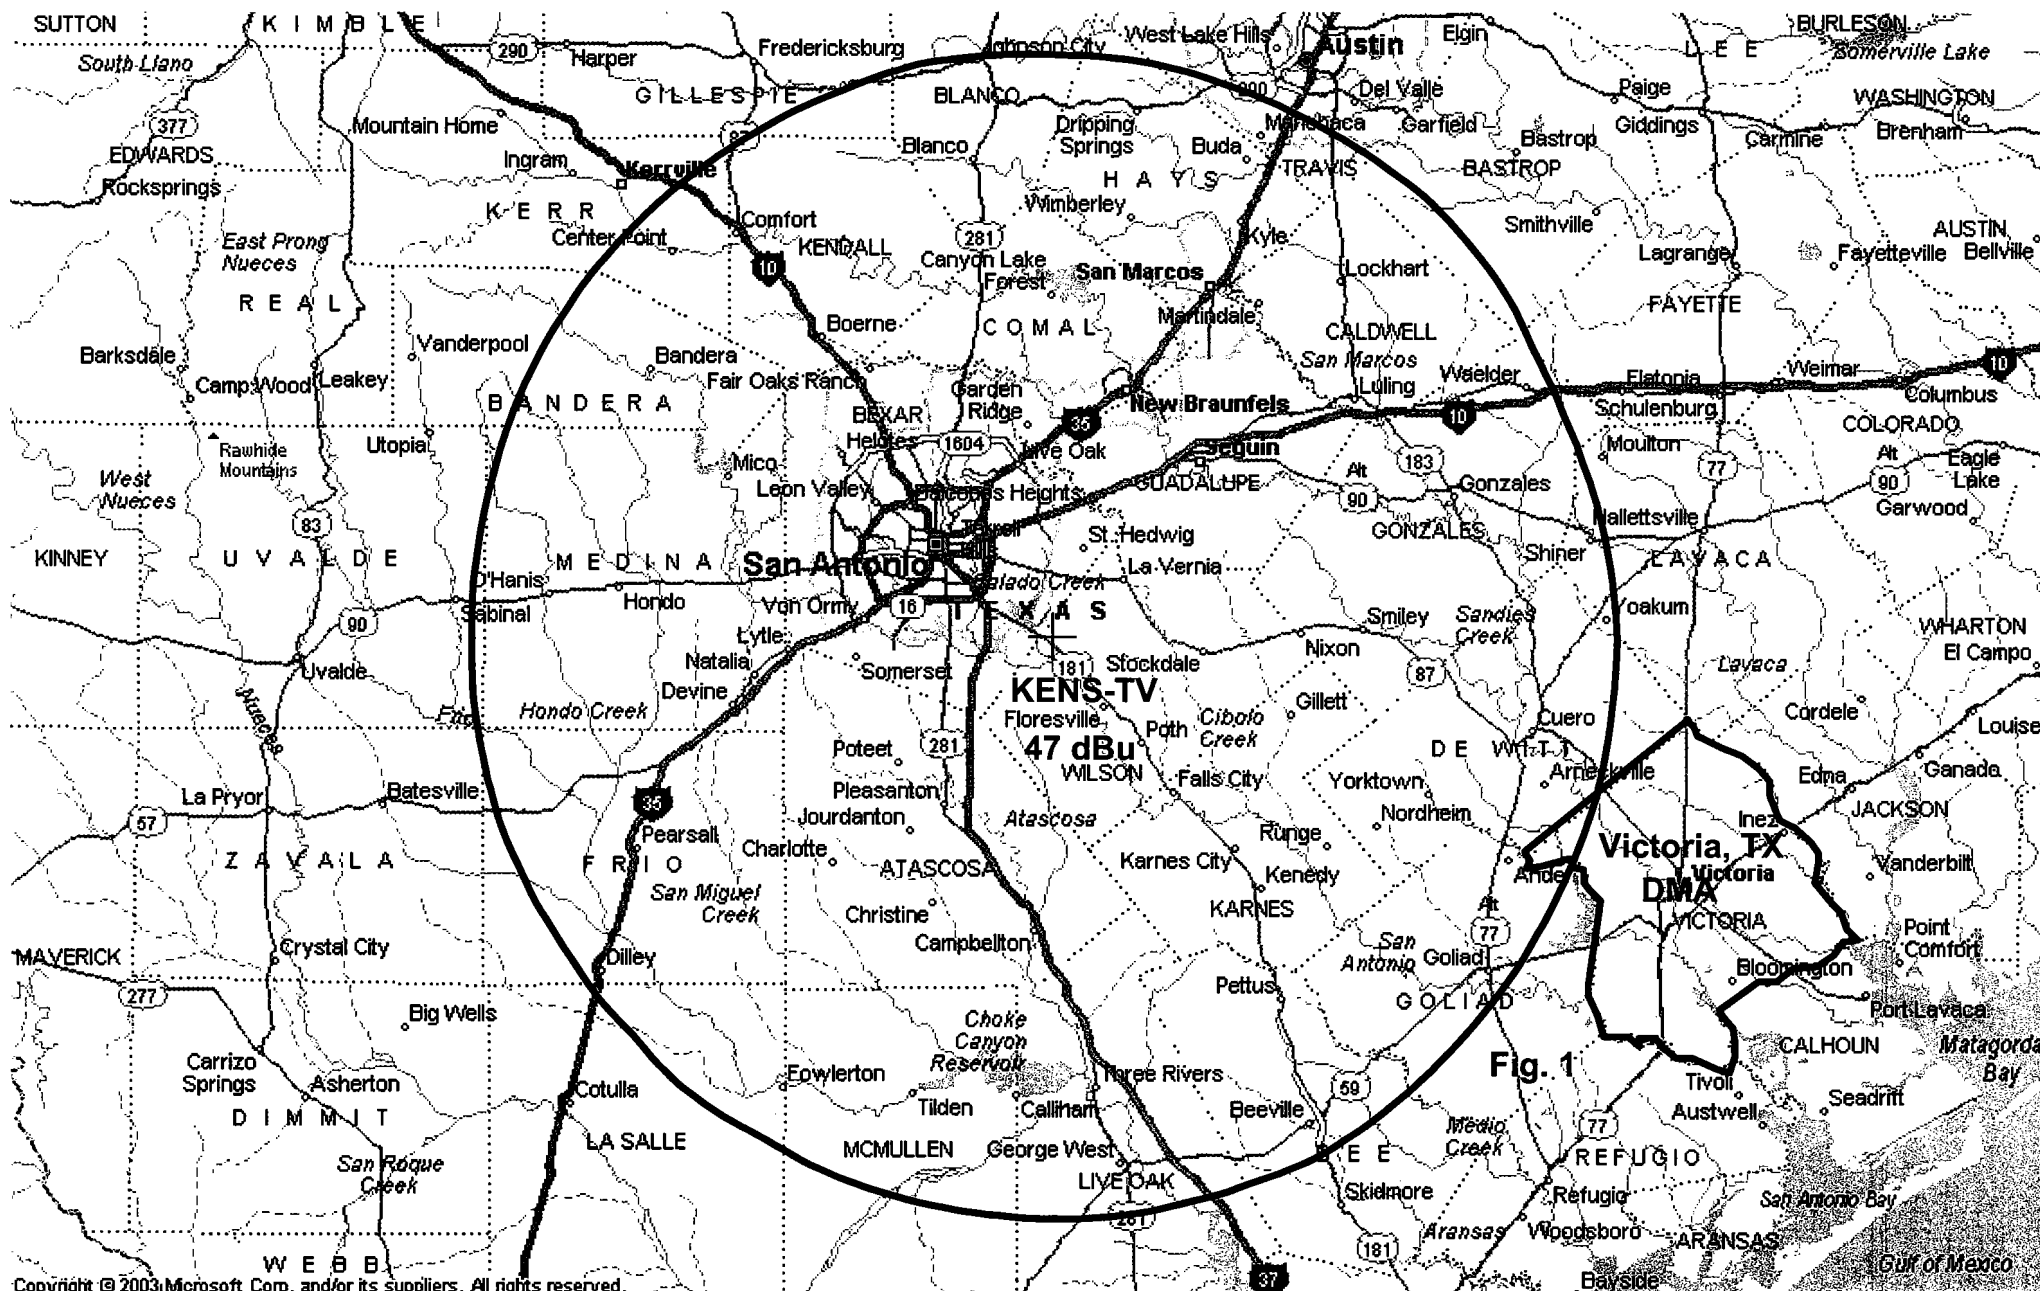 SUTTON
KIMBLE
290
Harper
Fredericksburg
Johnson City
West Lake Hills
Austin
Elgin
LEE
BURLESON
Somerville Lake
South Llano
GILLESPIE
BLANCO
290
Del Valle
Paige
WASHINGTON
377
Mountain Home
87
Dripping
Springs
Manchaca
Garfield
Giddings
Carmine
Brenham
EDWARDS
Ingram
Kerrville
Blanco
Buda
TRAVIS
Bastrop
BASTROP
Rocksprings
HAYS
KERR
Comfort
Wimberley
Smithville
East Prong
Nueces
Center Point
KENDALL
281
Kyle
Lagrange
AUSTIN
Fayetteville
Bellville
10
Canyon Lake
Forest
San Marcos
Lockhart
REAL
FAYETTE
Boerne
COMAL
Martindale
CALDWELL
Barksdale
Vanderpool
Bandera
San Marcos
10
Camp Wood
Leakey
Fair Oaks Ranch
Garden
Ridge
Luling
Waelder
Flatonia
Weimar
Columbus
BANDERA
BEXAR
New Braunfels
10
Schulenburg
35
COLORADO
Utopia
Helotes
1604
Live Oak
Seguin
Moulton
Rawhide
Mountains
Mico
Alt
90
183
77
Alt
90
Eagle
Lake
West
Nueces
Leon Valley
Balcones Heights
GUADALUPE
Gonzales
Garwood
83
Terrell
Hills
St. Hedwig
GONZALES
Hallettsville
KINNEY
UVALDE
MEDINA
San Antonio
La Vernia
Shiner
LAVACA
D'Hanis
Salado Creek
Sabinal
Hondo
Von Ormy
16
TEXAS
Smiley
Sandies
Creek
Yoakum
90
Lytle
WHARTON
Uvalde
Natalia
Somerset
181
Stockdale
Nixon
87
Lavaca
El Campo
Devine
KENS-TV
47 dBu
Gillett
Nueces
Frio
Hondo Creek
Floresville
Poth
Cibolo
Creek
Cuero
Cordele
Louise
Poteet
281
WILSON
DE WITT
Arneckville
Edna
Ganado
La Pryor
Batesville
Pleasanton
Falls City
Yorktown
57
35
Jourdanton
Atascosa
Nordheim
Inez
JACKSON
Pearsall
Charlotte
Runge
Victoria, TX
DMA
ZAVALA
FRIO
ATASCOSA
Karnes City
Kenedy
Ander
Victoria
Vanderbilt
San Miguel
Creek
Christine
KARNES
Alt
77
VICTORIA
Point
Comfort
MAVERICK
Crystal City
Dilley
Campbellton
San
Antonio
Goliad
Bloomington
277
Pettus
GOLIAD
Port Lavaca
Big Wells
Choke
Canyon
Reservoir
Fig. 1
CALHOUN
Matagorda
Bay
Carrizo
Springs
Asherton
Cotulla
Fowlerton
Three Rivers
59
Tivoli
Seadrift
DIMMIT
Tilden
Calliham
Beeville
Austwell
LA SALLE
MCMULLEN
George West
BEE
Medio
Creek
77
REFUGIO
San Roque
Creek
LIVE OAK
Skidmore
Refugio
San Antonio Bay
281
Aransas
Woodsboro
ARANSAS
WEBB
181
Gulf of Mexico
37
Bayside
Copyright © 2003 Microsoft Corp. and/or its suppliers. All rights reserved.